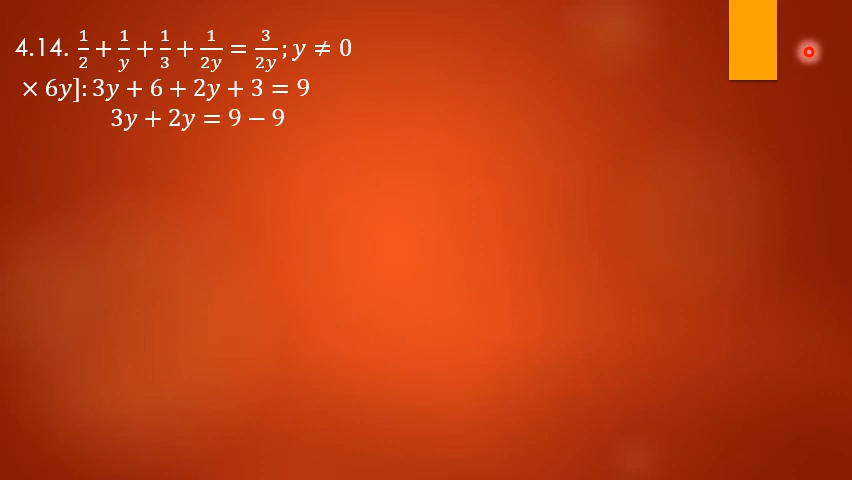 4.14. 1/2 + 1/y + 1/3 + 1/2y = 3/2y ; y ≠ 0
× 6y]: 3y + 6 + 2y + 3 = 9
3y + 2y = 9 − 9